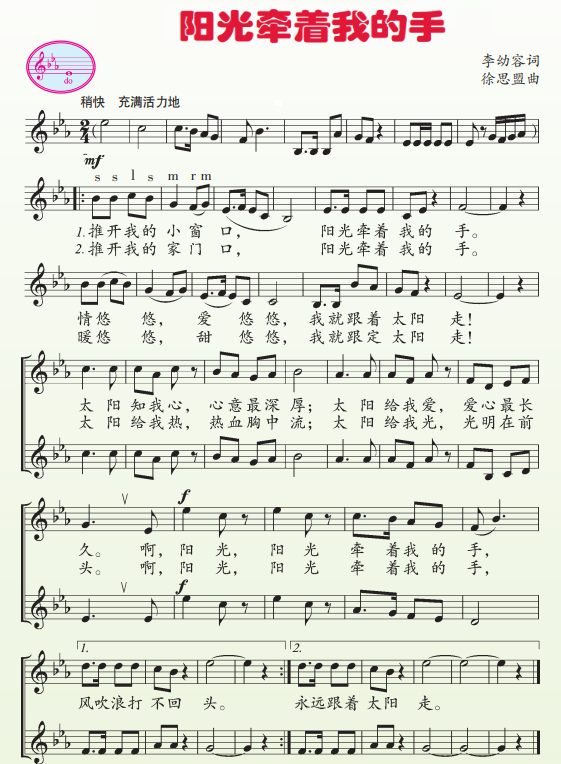 阳光牵着我的手
李幼容词
徐思盟曲
do
稍快 充满活力地
2/4
mf
s s l s m r m
1.推开我的小窗口， 阳光牵着我的手。
2.推开我的家门口， 阳光牵着我的手。
情悠悠，爱悠悠，我就跟着太阳走！
暖悠悠，甜悠悠，我就跟定太阳走！
太阳知我心，心意最深厚；太阳给我爱，爱心最长
太阳给我热，热血胸中流；太阳给我光，光明在前
f
久。啊，阳光，阳光牵着我的手，
头。啊，阳光，阳光牵着我的手，
f
1. 2.
风吹浪打不回头。 永远跟着太阳走。